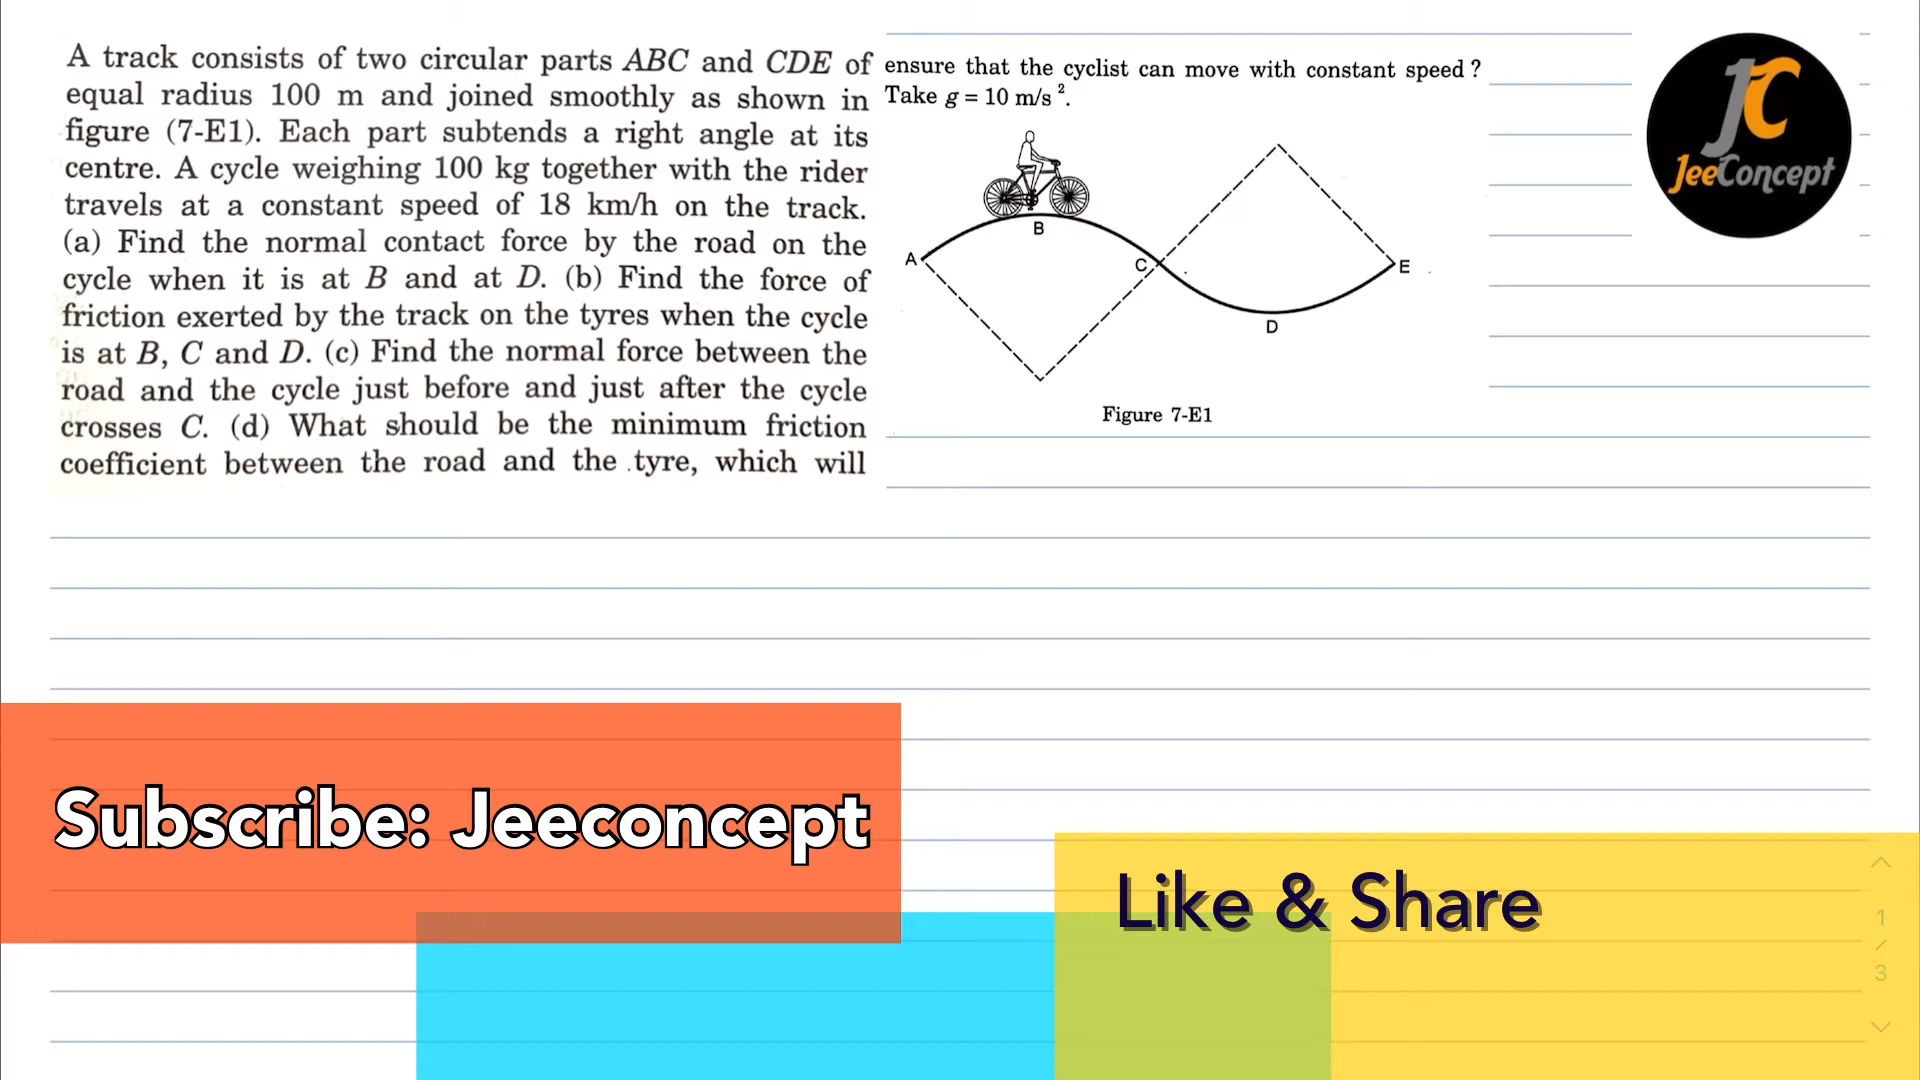 A track consists of two circular parts ABC and CDE of
equal radius 100 m and joined smoothly as shown in
figure (7-E1). Each part subtends a right angle at its
centre. A cycle weighing 100 kg together with the rider
travels at a constant speed of 18 km/h on the track.
(a) Find the normal contact force by the road on the
cycle when it is at B and at D. (b) Find the force of
friction exerted by the track on the tyres when the cycle
is at B, C and D. (c) Find the normal force between the
road and the cycle just before and just after the cycle
crosses C. (d) What should be the minimum friction
coefficient between the road and the tyre, which will
ensure that the cyclist can move with constant speed ?
Take g = 10 m/s ².
A
B
C
D
E
Figure 7-E1
JC
JeeConcept
Subscribe: Jeeconcept
Like & Share
1
/
3